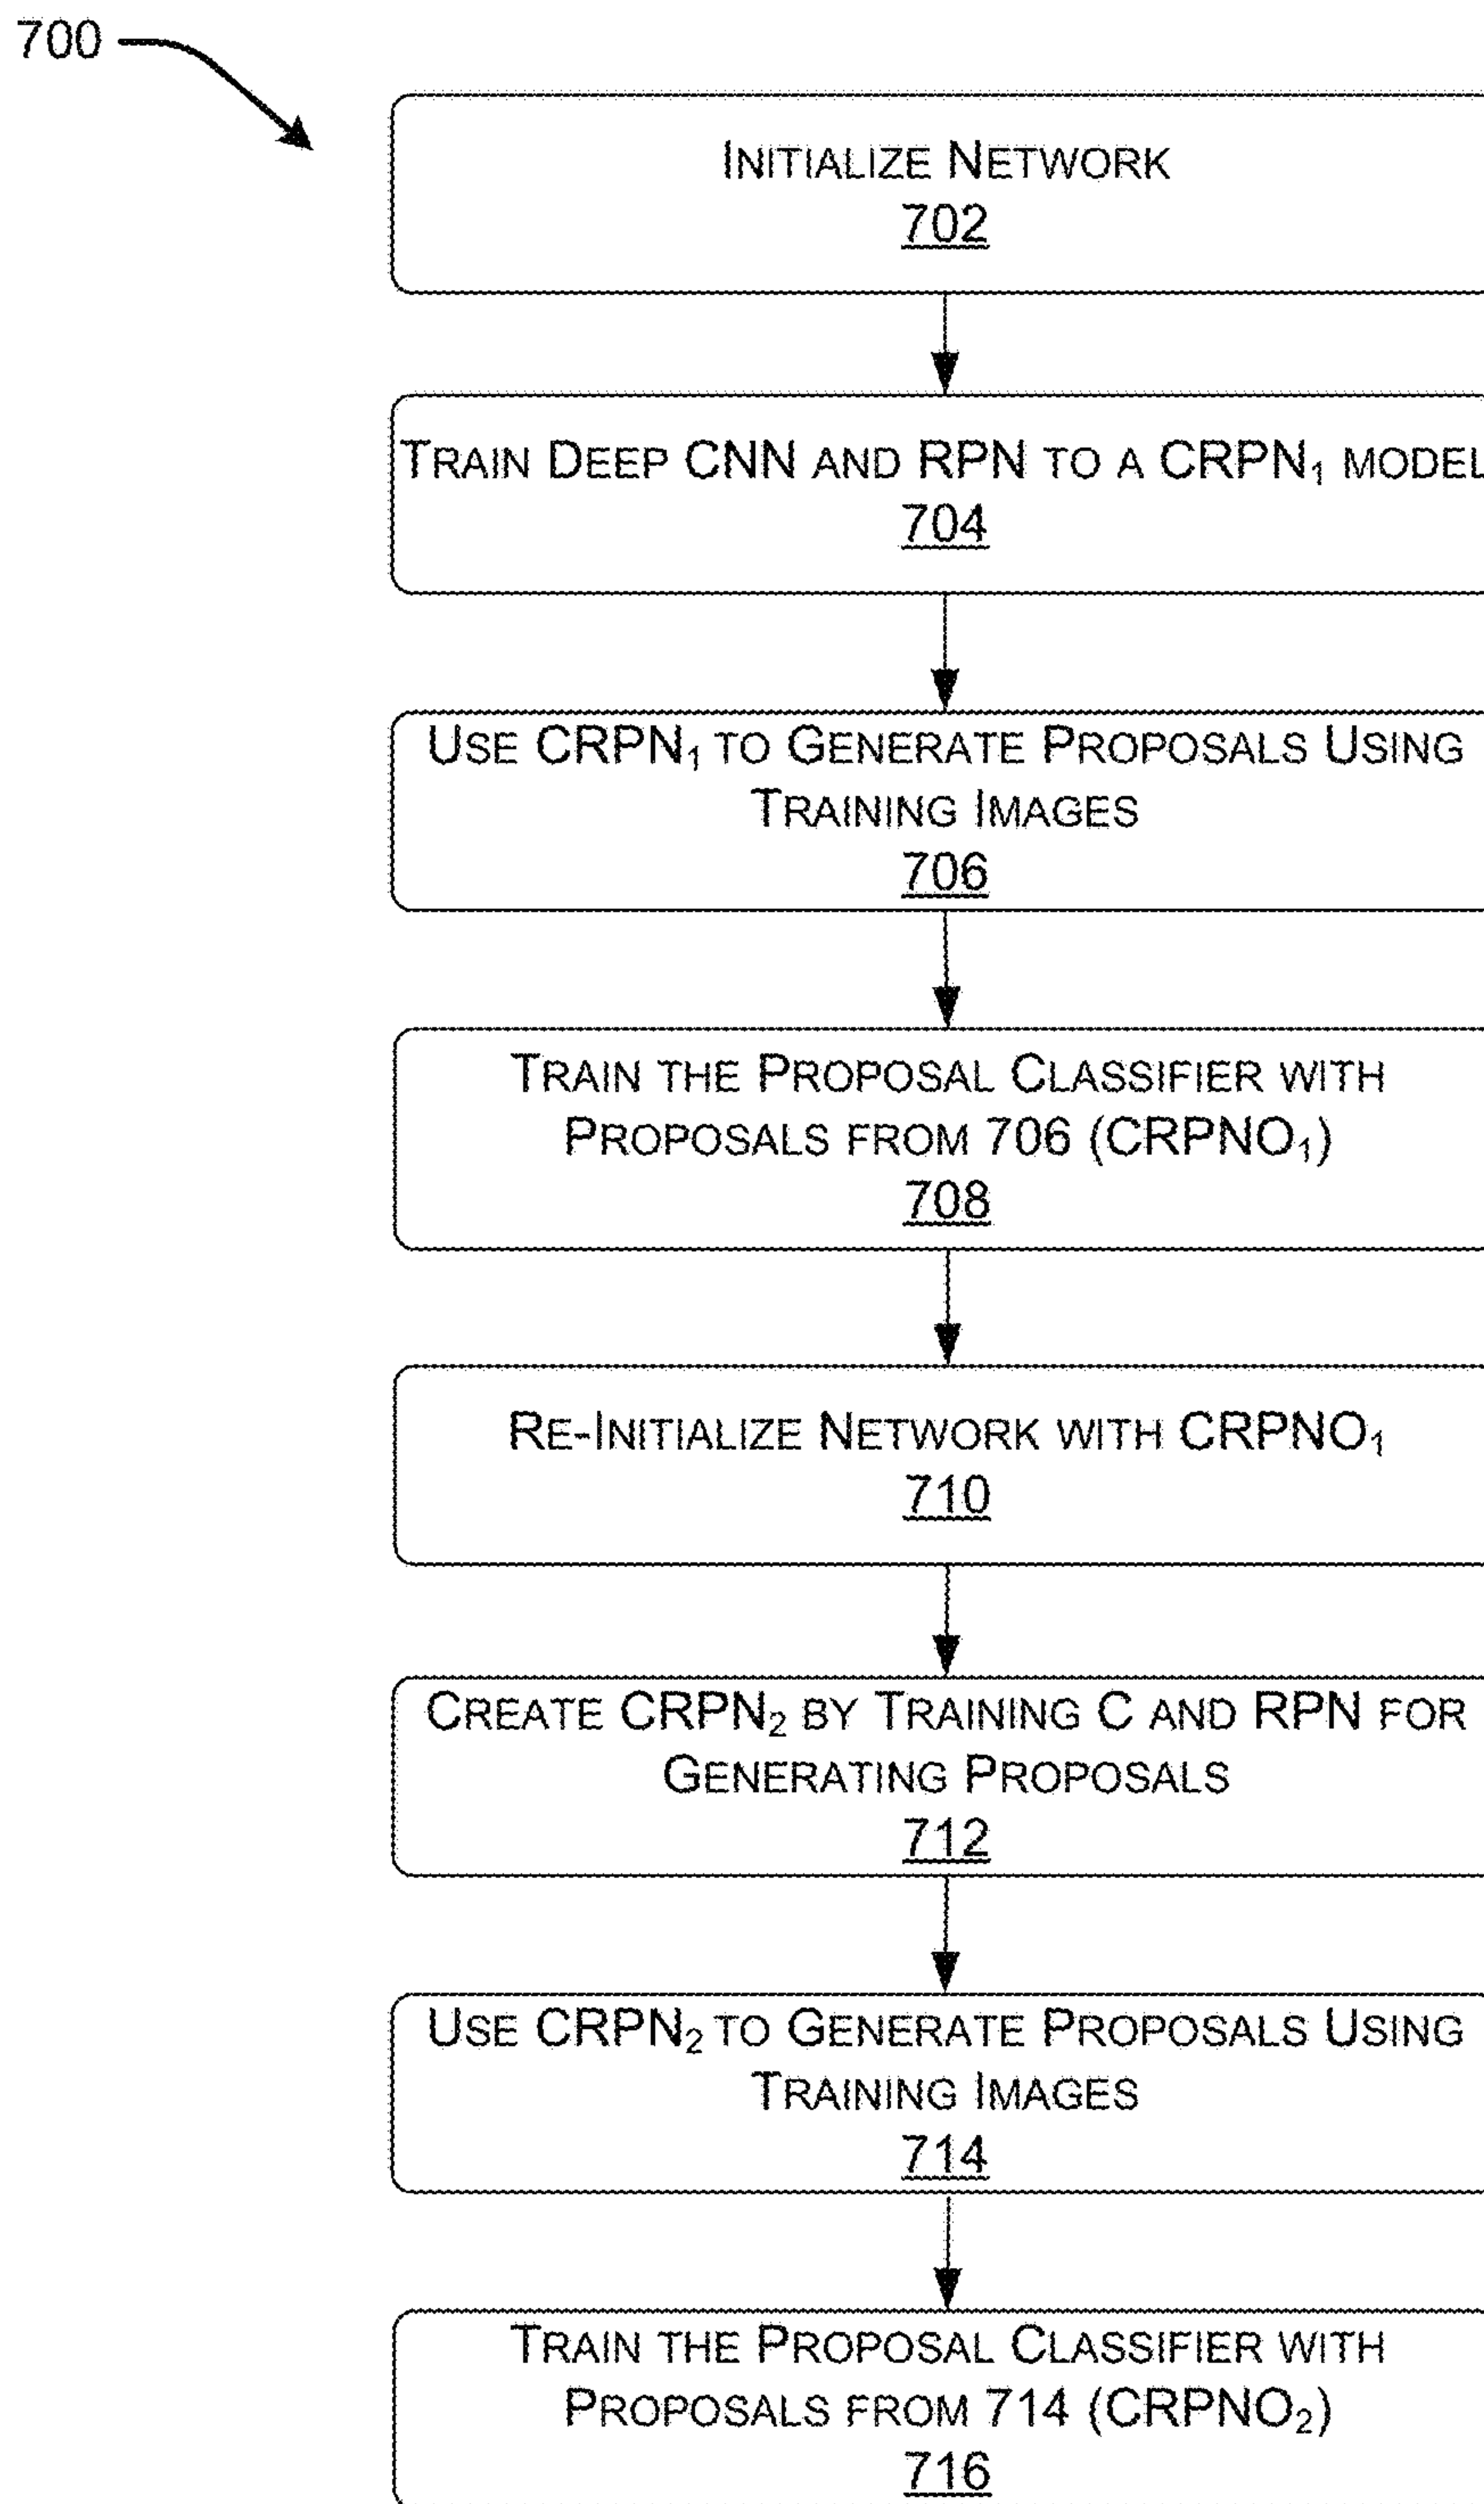 700
INITIALIZE NETWORK
702
TRAIN DEEP CNN AND RPN TO A CRPN₁ MODEL
704
USE CRPN₁ TO GENERATE PROPOSALS USING
TRAINING IMAGES
706
TRAIN THE PROPOSAL CLASSIFIER WITH
PROPOSALS FROM 706 (CRPNO₁)
708
RE-INITIALIZE NETWORK WITH CRPNO₁
710
CREATE CRPN₂ BY TRAINING C AND RPN FOR
GENERATING PROPOSALS
712
USE CRPN₂ TO GENERATE PROPOSALS USING
TRAINING IMAGES
714
TRAIN THE PROPOSAL CLASSIFIER WITH
PROPOSALS FROM 714 (CRPNO₂)
716